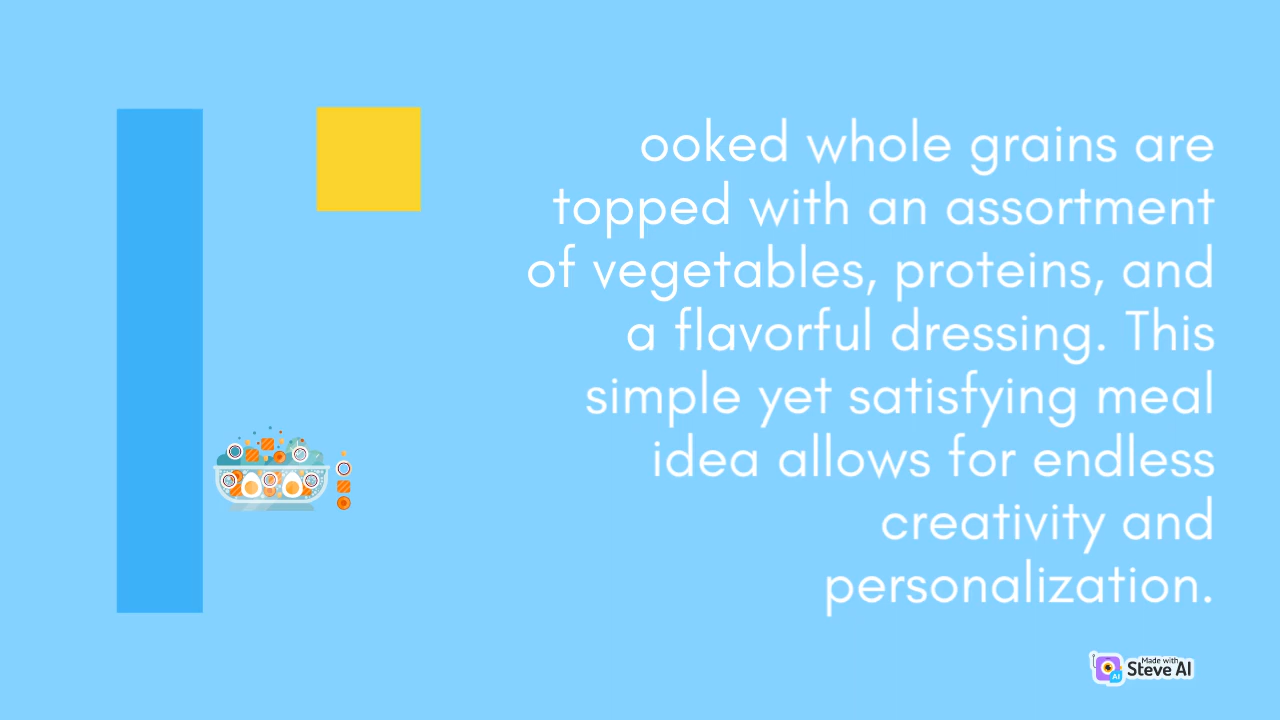 ooked whole grains are
topped with an assortment
of vegetables, proteins, and
a flavorful dressing. This
simple yet satisfying meal
idea allows for endless
creativity and
personalization.
Made with
Steve AI
AI